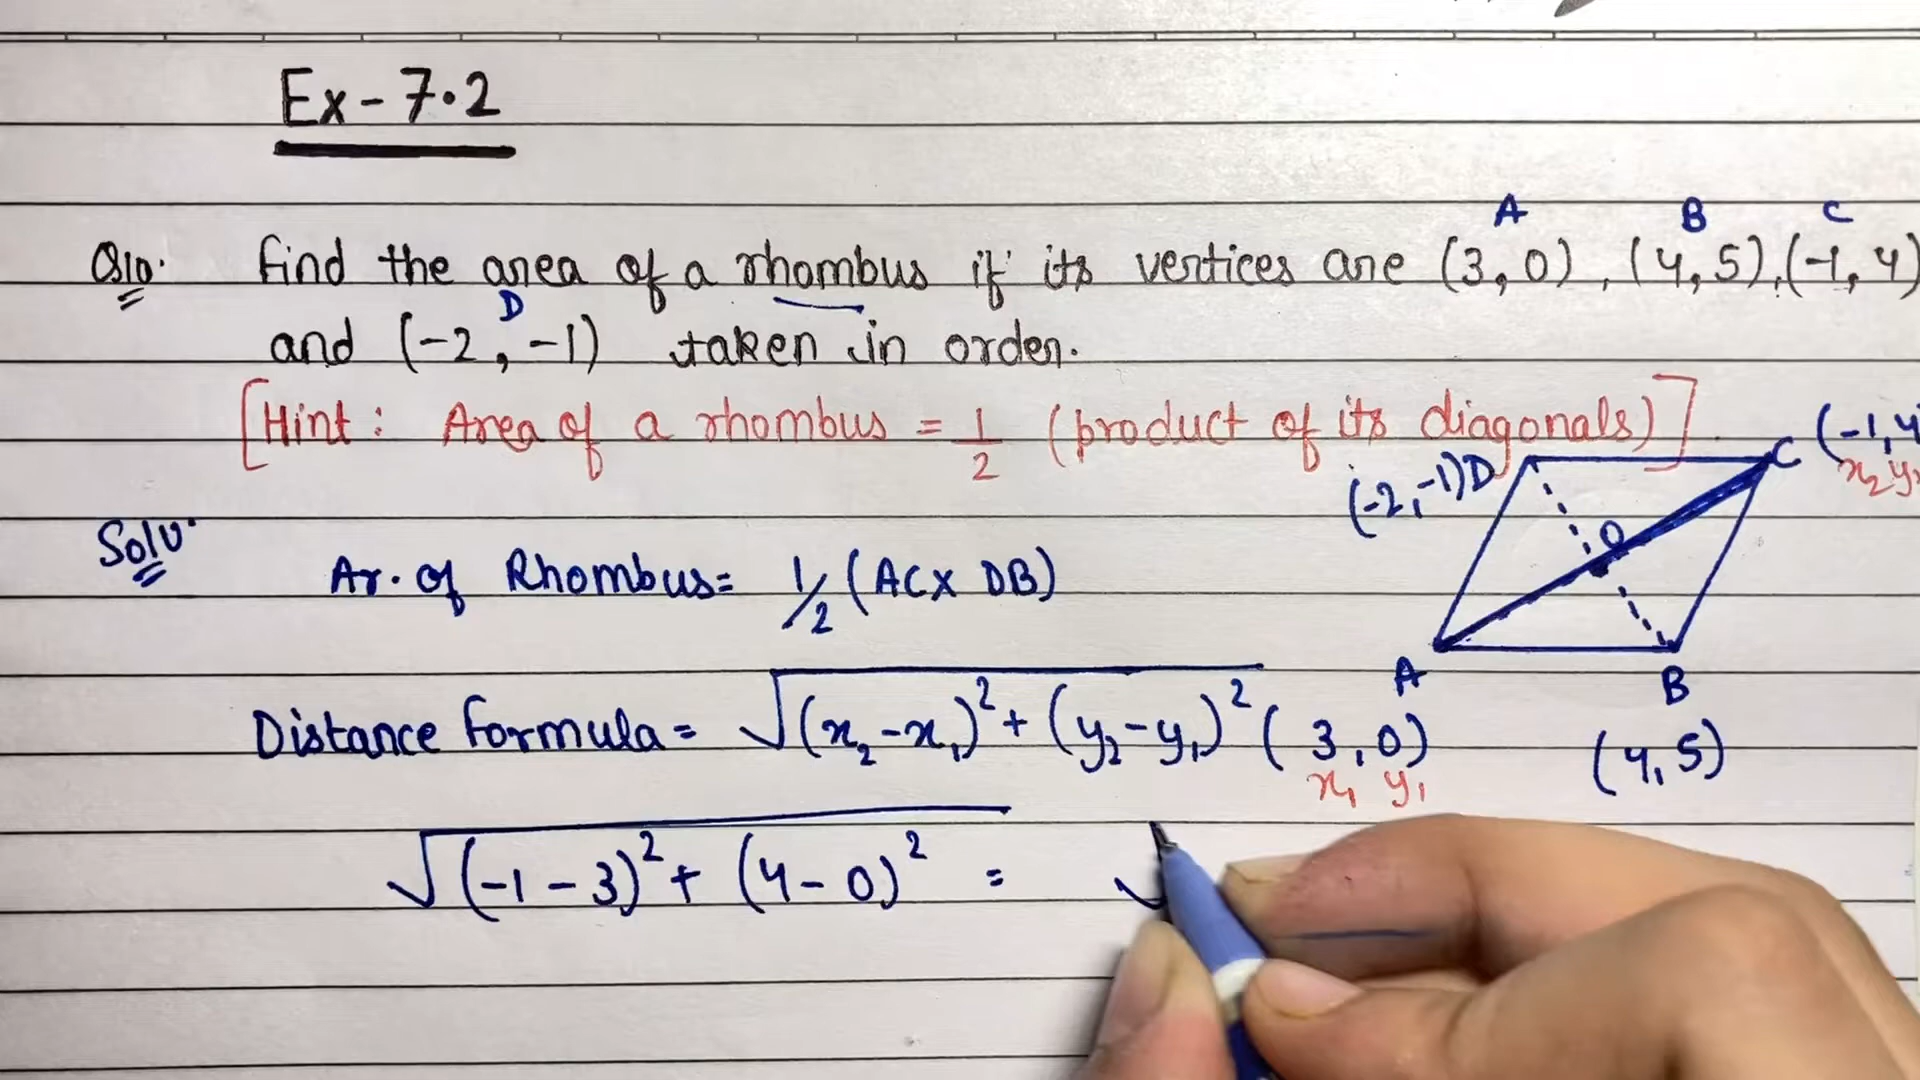 Ex-7.2
A B C
Q10. Find the area of a rhombus if its vertices are (3,0), (4,5), (-1,4)
D
and (-2,-1) taken in order.
[Hint: Area of a rhombus = 1/2 (product of its diagonals)]
C (-1,4
x₂ y₂
(-2,-1)D
O
Solu.
Ar. of Rhombus = 1/2 (AC× DB)
A B
Distance formula = √(x₂-x₁)²+(y₂-y₁)² (3,0) (4,5)
x₁ y₁
√(-1-3)²+(4-0)² = √